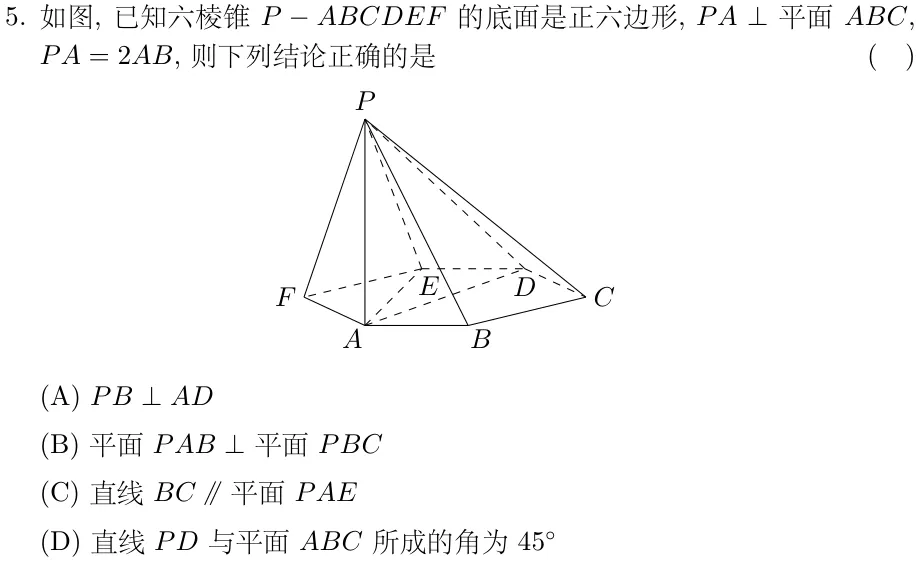 5. 如图, 已知六棱锥 P − ABCDEF 的底面是正六边形, PA ⊥ 平面 ABC,
PA = 2AB, 则下列结论正确的是 ( )
P
F
E
D
C
A
B
(A) PB ⊥ AD
(B) 平面 PAB ⊥ 平面 PBC
(C) 直线 BC ∥ 平面 PAE
(D) 直线 PD 与平面 ABC 所成的角为 45°